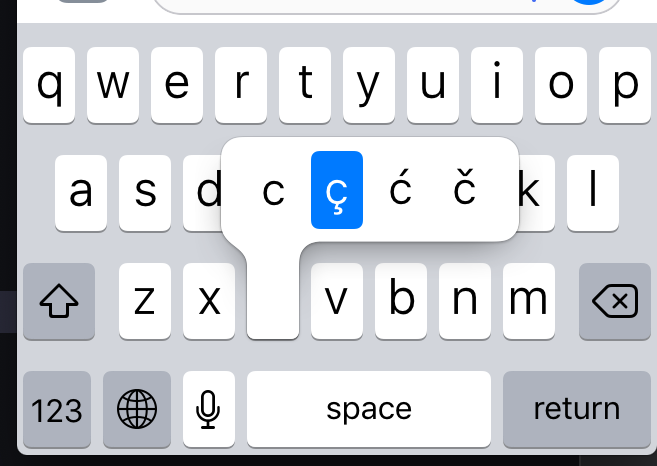 q w e r t y u i o p
a s d c ç ć č k l
z x v b n m
123 space return